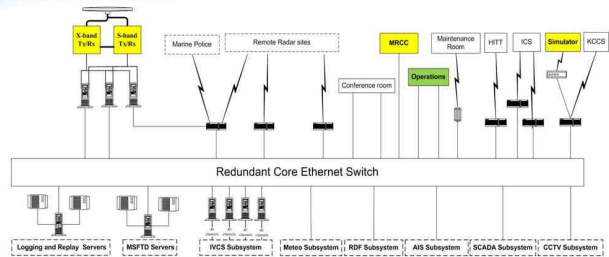 X-band
Tx/Rx
S-band
Tx/Rx
Marine Police
Remote Radar sites
MRCC
Maintenance
Room
HITT
ICS
Simulator
KCCS
Conference room
Operations
Redundant Core Ethernet Switch
Logging and Replay Servers
MSFTD Servers
IVCS Subsystem
Meteo Subsystem
RDF Subsystem
AIS Subsystem
SCADA Subsystem
CCTV Subsystem